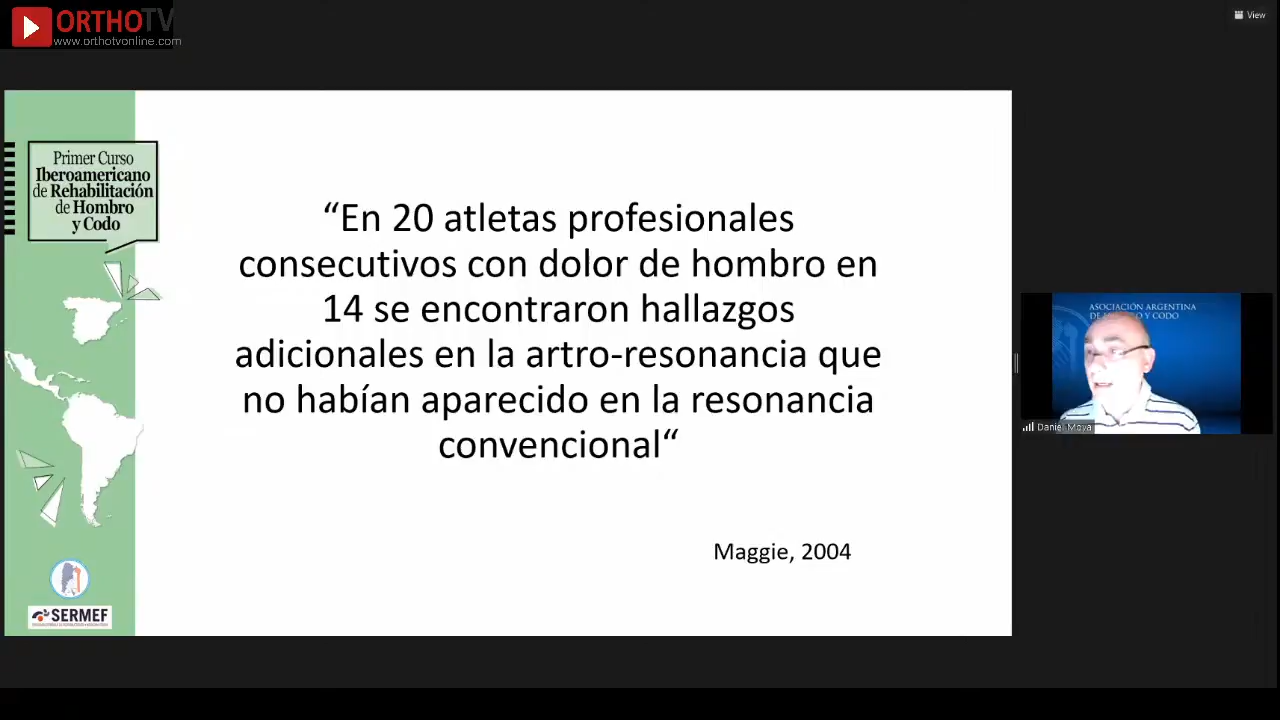 ORTHOTV
www.orthotvonline.com
View
Primer Curso
Iberoamericano
de Rehabilitación
de Hombro
y Codo
“En 20 atletas profesionales
consecutivos con dolor de hombro en
14 se encontraron hallazgos
adicionales en la artro-resonancia que
no habían aparecido en la resonancia
convencional“
Maggie, 2004
SERMEF
ASOCIACIÓN ARGENTINA
Y CODO
Daniel Moya